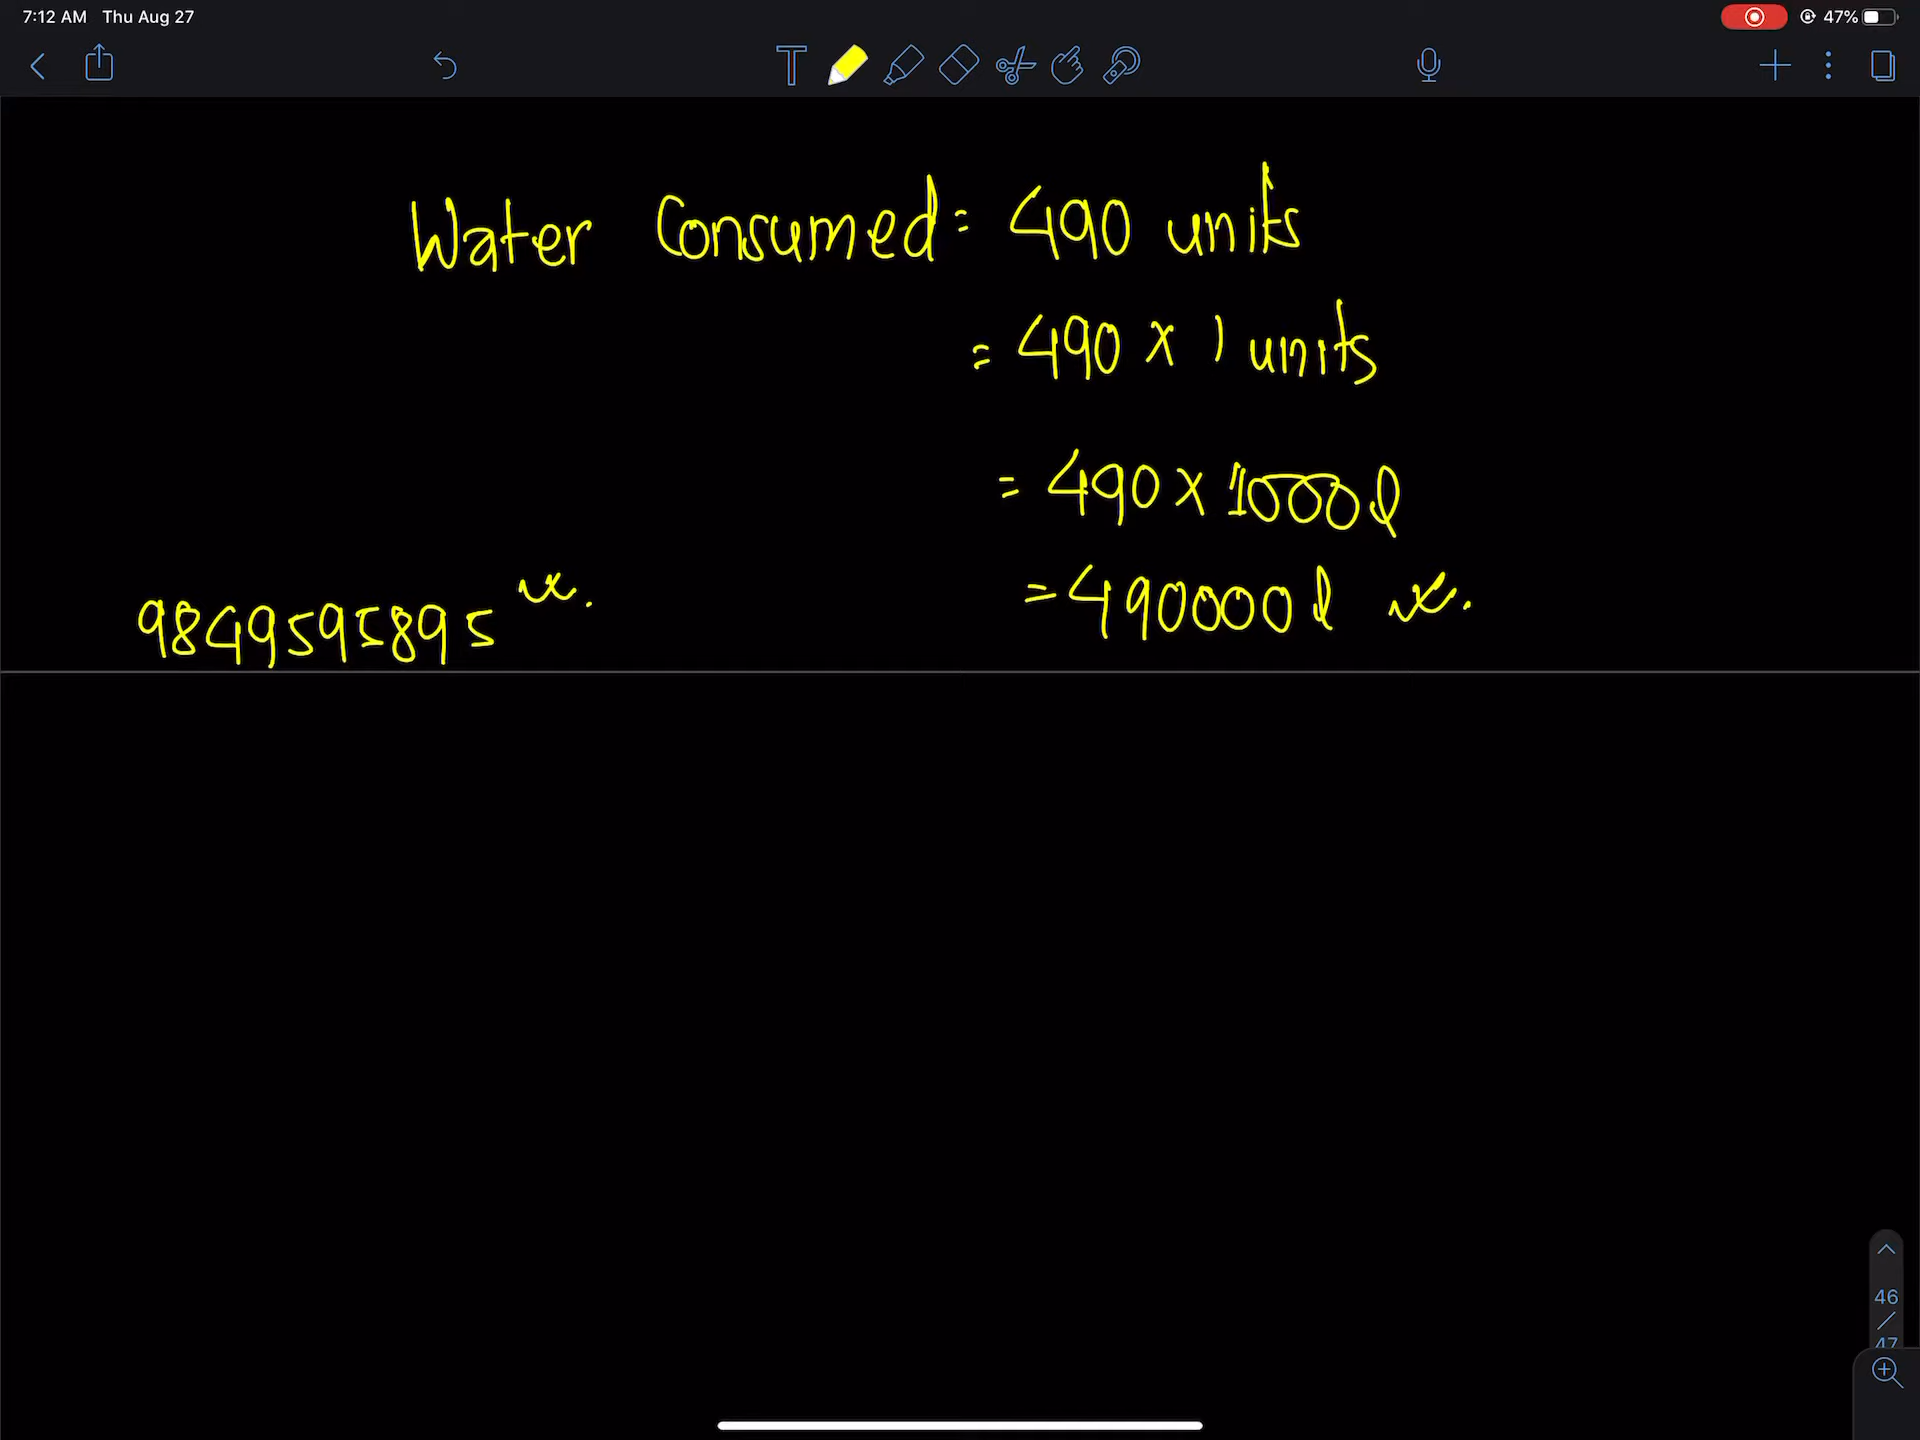 7:12 AM Thu Aug 27
47%
Water Consumed = 490 units
= 490 x 1 units
= 490 x 1000 l
= 490000 l
9849595895
46
/
47